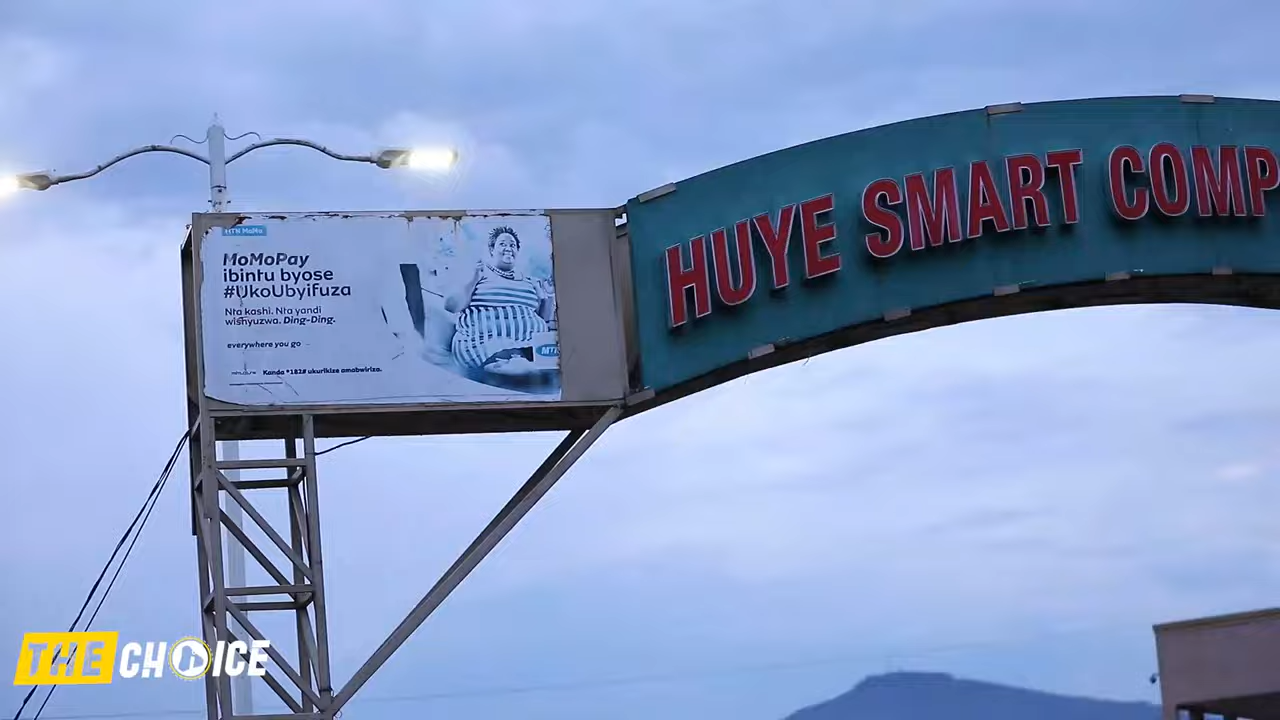 MTN MoMo
MoMoPay
ibintu byose
#UkoUbyifuza
Nta kashi. Nta yandi
wishyuzwa. Ding-Ding.
everywhere you go
Kanda *182# ukurikize amabwiriza.
MTN
HUYE SMART COMP
THE CHOICE